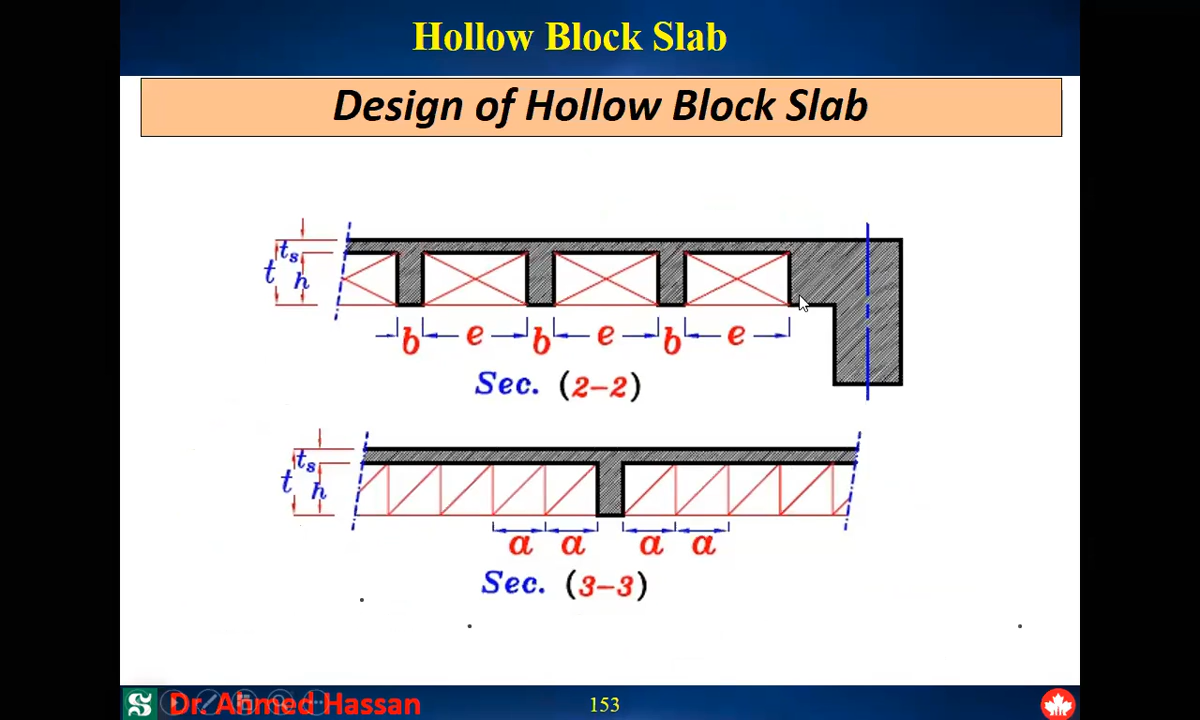 Hollow Block Slab
Design of Hollow Block Slab
t ts h
b e b e b e
Sec. (2-2)
t ts h
a a a a
Sec. (3-3)
Dr. Ahmed Hassan
153